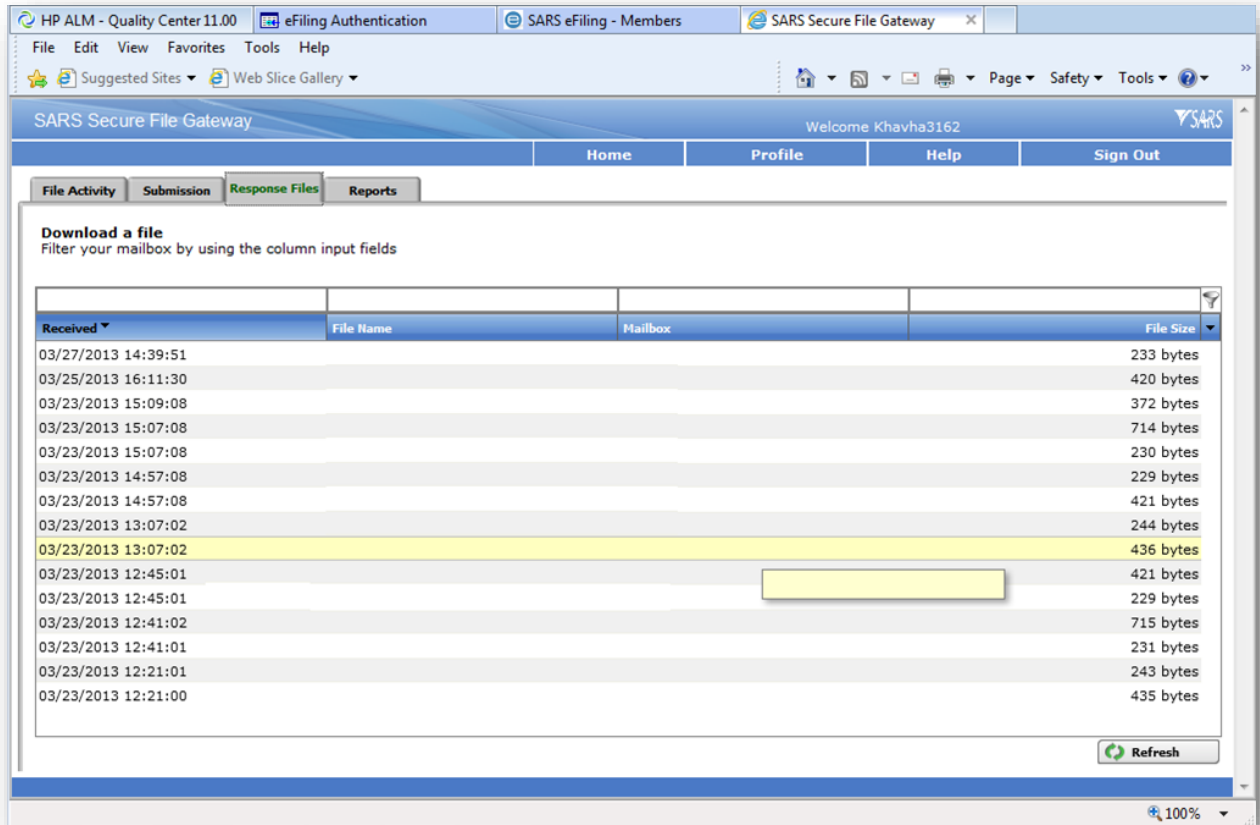 HP ALM - Quality Center 11.00 eFiling Authentication SARS eFiling - Members SARS Secure File Gateway
File Edit View Favorites Tools Help
Suggested Sites Web Slice Gallery Page Safety Tools
SARS Secure File Gateway Welcome Khavha3162 SARS
Home Profile Help Sign Out
File Activity Submission Response Files Reports
Download a file
Filter your mailbox by using the column input fields
Received File Name Mailbox File Size
03/27/2013 14:39:51 233 bytes
03/25/2013 16:11:30 420 bytes
03/23/2013 15:09:08 372 bytes
03/23/2013 15:07:08 714 bytes
03/23/2013 15:07:08 230 bytes
03/23/2013 14:57:08 229 bytes
03/23/2013 14:57:08 421 bytes
03/23/2013 13:07:02 244 bytes
03/23/2013 13:07:02 436 bytes
03/23/2013 12:45:01 421 bytes
03/23/2013 12:45:01 229 bytes
03/23/2013 12:41:02 715 bytes
03/23/2013 12:41:01 231 bytes
03/23/2013 12:21:01 243 bytes
03/23/2013 12:21:00 435 bytes
Refresh
100%